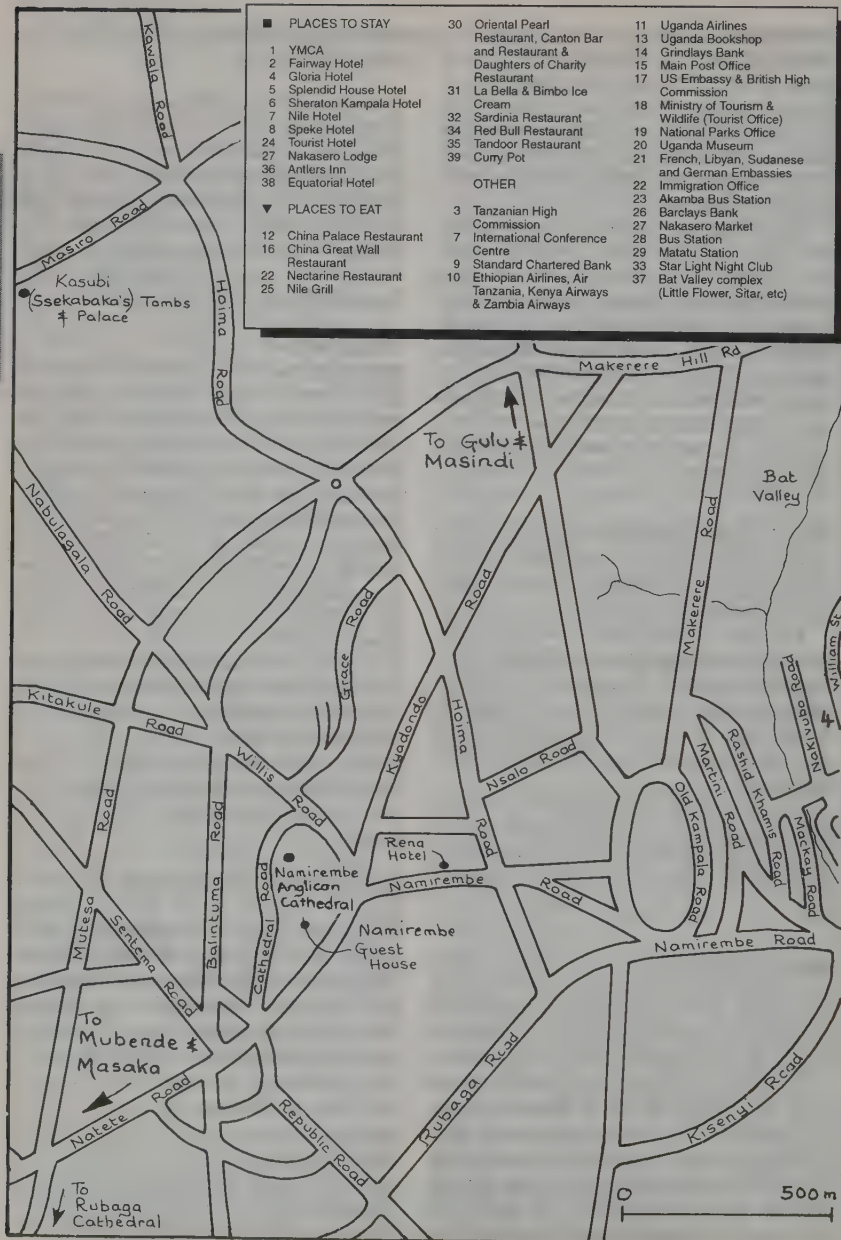 ■ PLACES TO STAY
1 YMCA
2 Fairway Hotel
4 Gloria Hotel
5 Splendid House Hotel
6 Sheraton Kampala Hotel
7 Nile Hotel
8 Speke Hotel
24 Tourist Hotel
27 Nakasero Lodge
36 Antlers Inn
38 Equatorial Hotel
▼ PLACES TO EAT
12 China Palace Restaurant
16 China Great Wall
Restaurant
22 Nectarine Restaurant
25 Nile Grill
30 Oriental Pearl
Restaurant, Canton Bar
and Restaurant &
Daughters of Charity
Restaurant
31 La Bella & Bimbo Ice
Cream
32 Sardinia Restaurant
34 Red Bull Restaurant
35 Tandoor Restaurant
39 Curry Pot
OTHER
3 Tanzanian High
Commission
7 International Conference
Centre
9 Standard Chartered Bank
10 Ethiopian Airlines, Air
Tanzania, Kenya Airways
& Zambia Airways
11 Uganda Airlines
13 Uganda Bookshop
14 Grindlays Bank
15 Main Post Office
17 US Embassy & British High
Commission
18 Ministry of Tourism &
Wildlife (Tourist Office)
19 National Parks Office
20 Uganda Museum
21 French, Libyan, Sudanese
and German Embassies
22 Immigration Office
23 Akamba Bus Station
26 Barclays Bank
27 Nakasero Market
28 Bus Station
29 Matatu Station
33 Star Light Night Club
37 Bat Valley complex
(Little Flower, Sitar, etc)
Kawala Road
Masiro Road
Kasubi
(Ssekabaka's) Tombs
& Palace
Hoima Road
Makerere Hill Rd
To Gulu &
Masindi
Bat
Valley
Makerere Road
Nabulagala Road
Grace Road
Kyadondo Road
Hoima Road
William St
4
Nakivubo Road
Kitakule Road
Willis Road
Nsalo Road
Old Kampala Road
Martini Road
Rashid Khamis Road
Mackay Road
Mutesa Road
Balintuma Road
Cathedral Road
Namirembe
Anglican
Cathedral
Rena
Hotel
Namirembe Road
Namirembe
Guest
House
Namirembe Road
Sentema Road
To
Mubende &
Masaka
Natete Road
Republic Road
Rubaga Road
Kisenyi Road
To
Rubaga
Cathedral
0 500 m